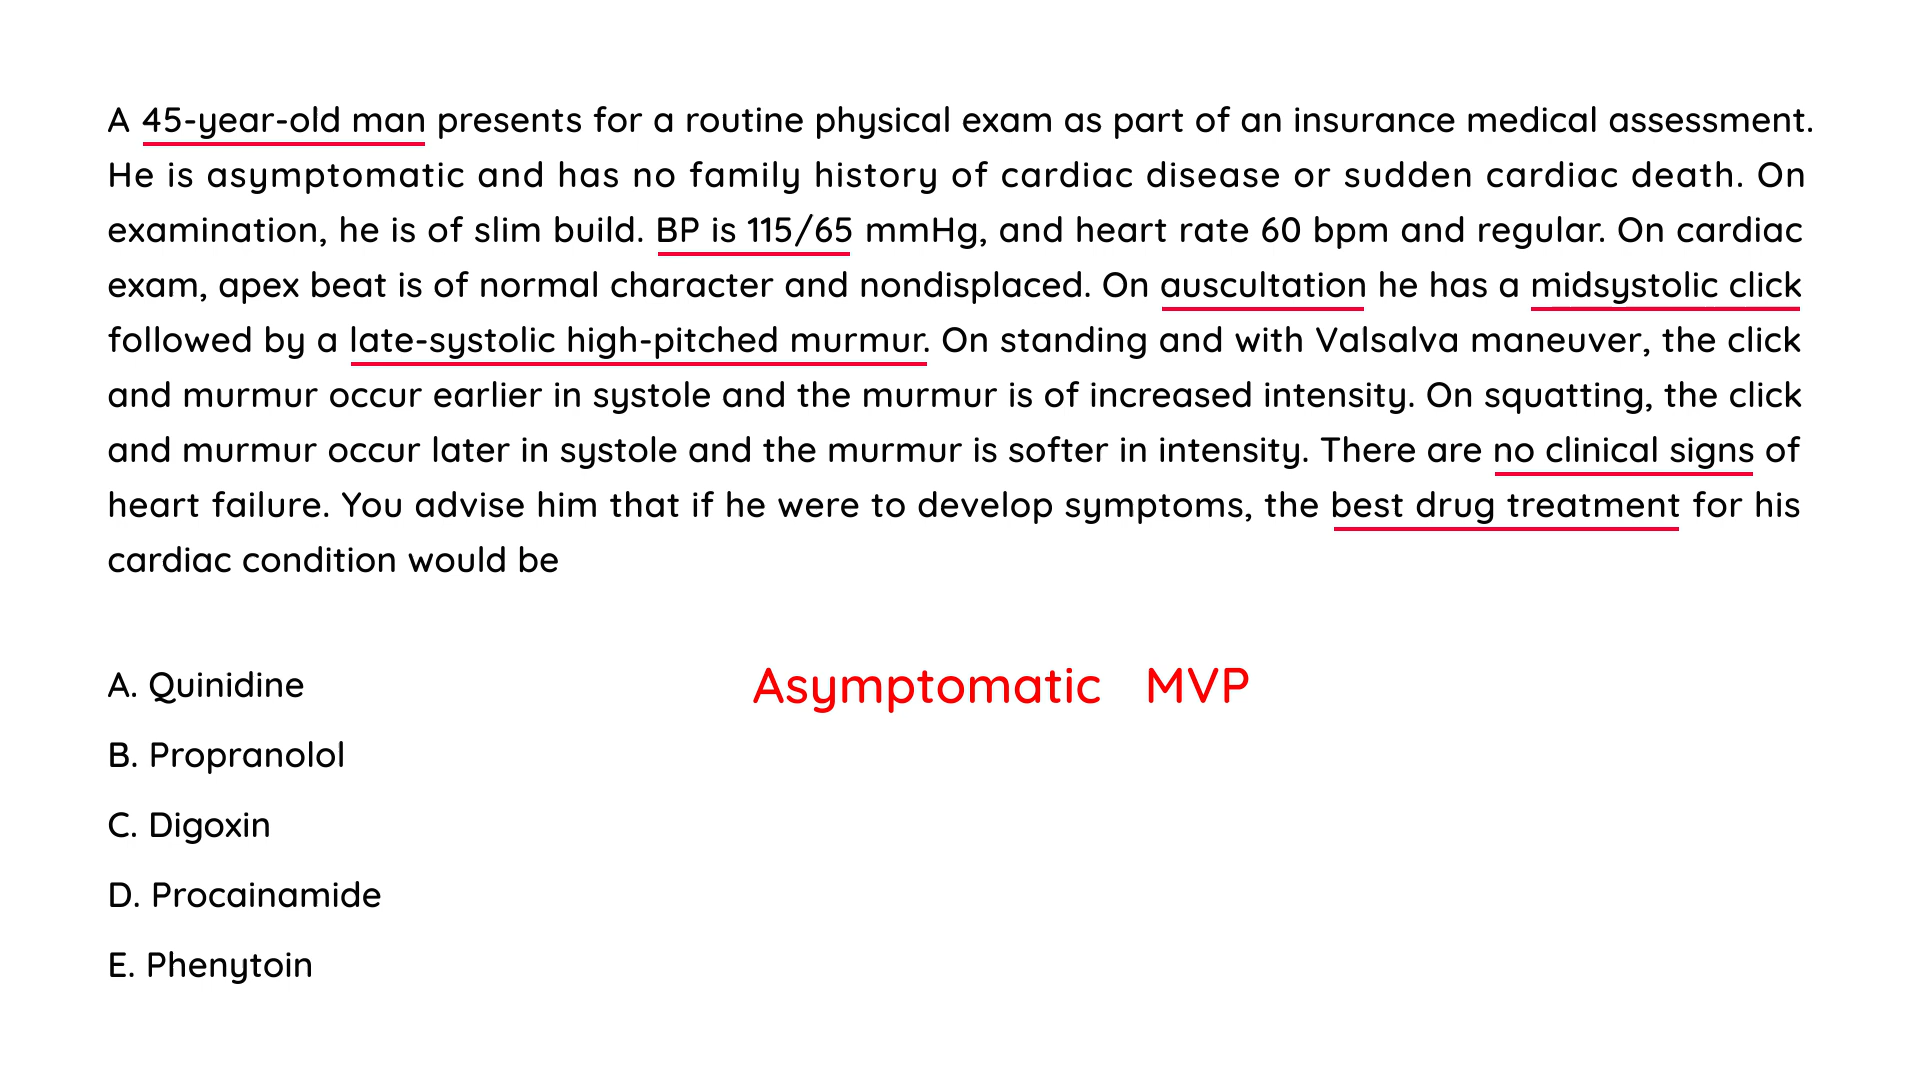 A 45-year-old man presents for a routine physical exam as part of an insurance medical assessment.
He is asymptomatic and has no family history of cardiac disease or sudden cardiac death. On
examination, he is of slim build. BP is 115/65 mmHg, and heart rate 60 bpm and regular. On cardiac
exam, apex beat is of normal character and nondisplaced. On auscultation he has a midsystolic click
followed by a late-systolic high-pitched murmur. On standing and with Valsalva maneuver, the click
and murmur occur earlier in systole and the murmur is of increased intensity. On squatting, the click
and murmur occur later in systole and the murmur is softer in intensity. There are no clinical signs of
heart failure. You advise him that if he were to develop symptoms, the best drug treatment for his
cardiac condition would be
A. Quinidine
Asymptomatic MVP
B. Propranolol
C. Digoxin
D. Procainamide
E. Phenytoin